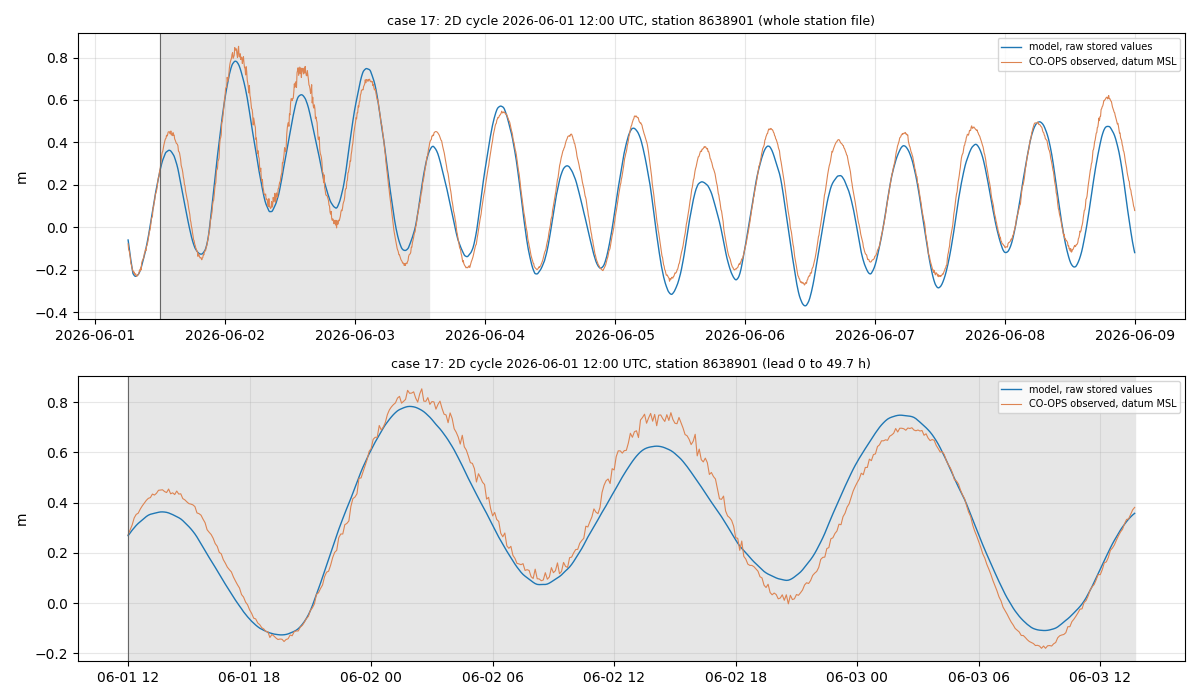 case 17: 2D cycle 2026-06-01 12:00 UTC, station 8638901 (whole station file)
model, raw stored values
CO-OPS observed, datum MSL
m
0.8
0.6
0.4
0.2
0.0
−0.2
−0.4
2026-06-01 2026-06-02 2026-06-03 2026-06-04 2026-06-05 2026-06-06 2026-06-07 2026-06-08 2026-06-09
case 17: 2D cycle 2026-06-01 12:00 UTC, station 8638901 (lead 0 to 49.7 h)
model, raw stored values
CO-OPS observed, datum MSL
m
0.8
0.6
0.4
0.2
0.0
−0.2
06-01 12 06-01 18 06-02 00 06-02 06 06-02 12 06-02 18 06-03 00 06-03 06 06-03 12